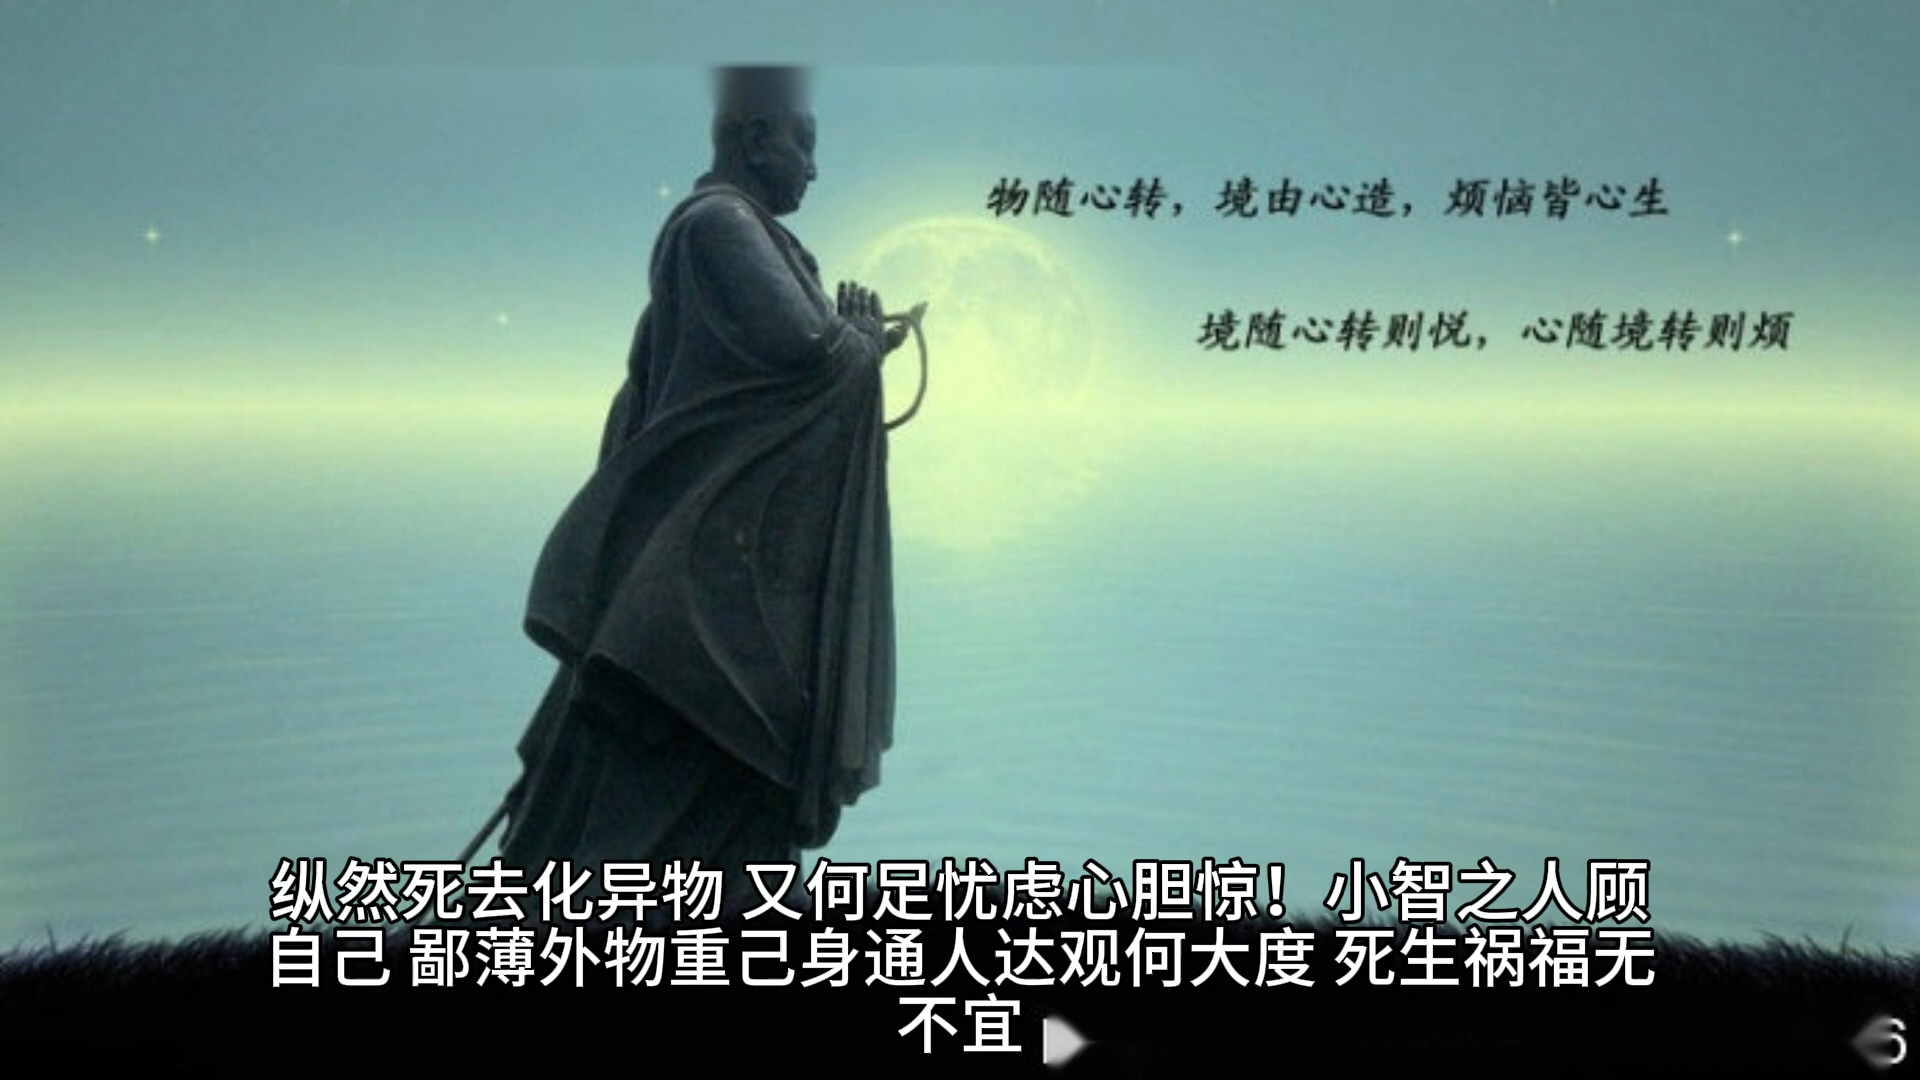 物随心转，境由心造，烦恼皆心生
境随心转则悦，心随境转则烦
纵然死去化异物 又何足忧虑心胆惊！小智之人顾
自己 鄙薄外物重己身通人达观何大度 死生祸福无
不宜